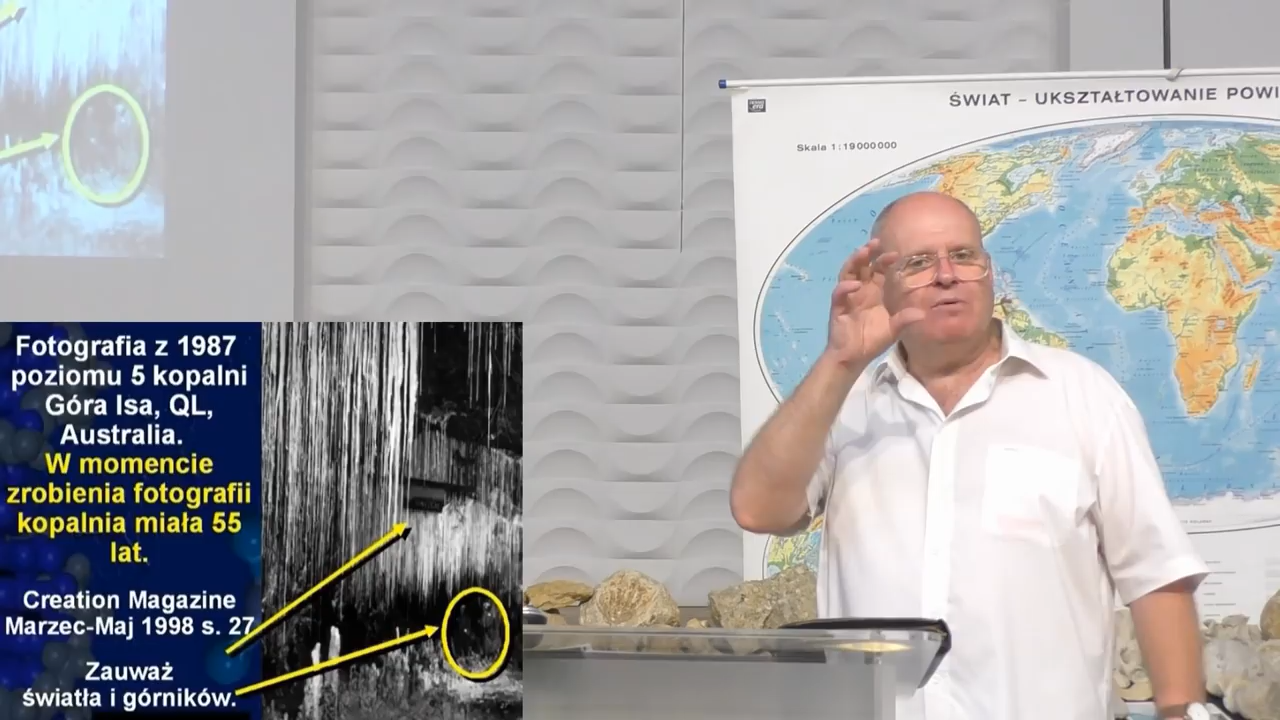 ŚWIAT – UKSZTAŁTOWANIE POWI
Skala 1:19000000
Fotografia z 1987
poziomu 5 kopalni
Góra Isa, QL,
Australia.
W momencie
zrobienia fotografii
kopalnia miała 55
lat.
Creation Magazine
Marzec-Maj 1998 s. 27
Zauważ
światła i górników.